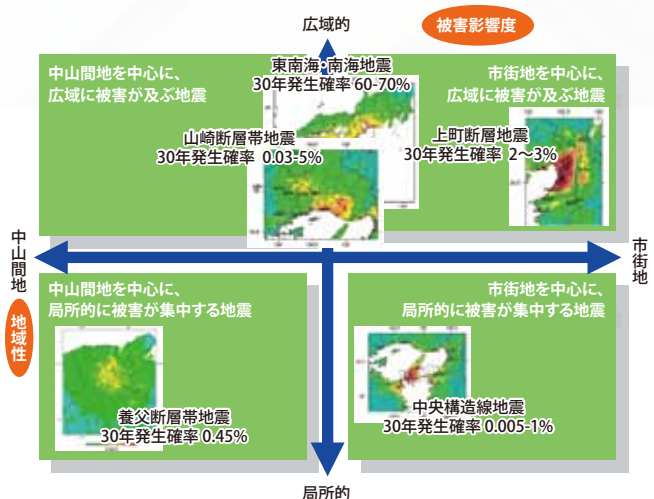 広域的
被害影響度
中山間地を中心に、
広域に被害が及ぶ地震
東南海・南海地震
30年発生確率 60-70%
山崎断層帯地震
30年発生確率 0.03-5%
市街地を中心に、
広域に被害が及ぶ地震
上町断層地震
30年発生確率 2〜3%
中山間地
市街地
地域性
中山間地を中心に、
局所的に被害が集中する地震
養父断層帯地震
30年発生確率 0.45%
市街地を中心に、
局所的に被害が集中する地震
中央構造線地震
30年発生確率 0.005-1%
局所的